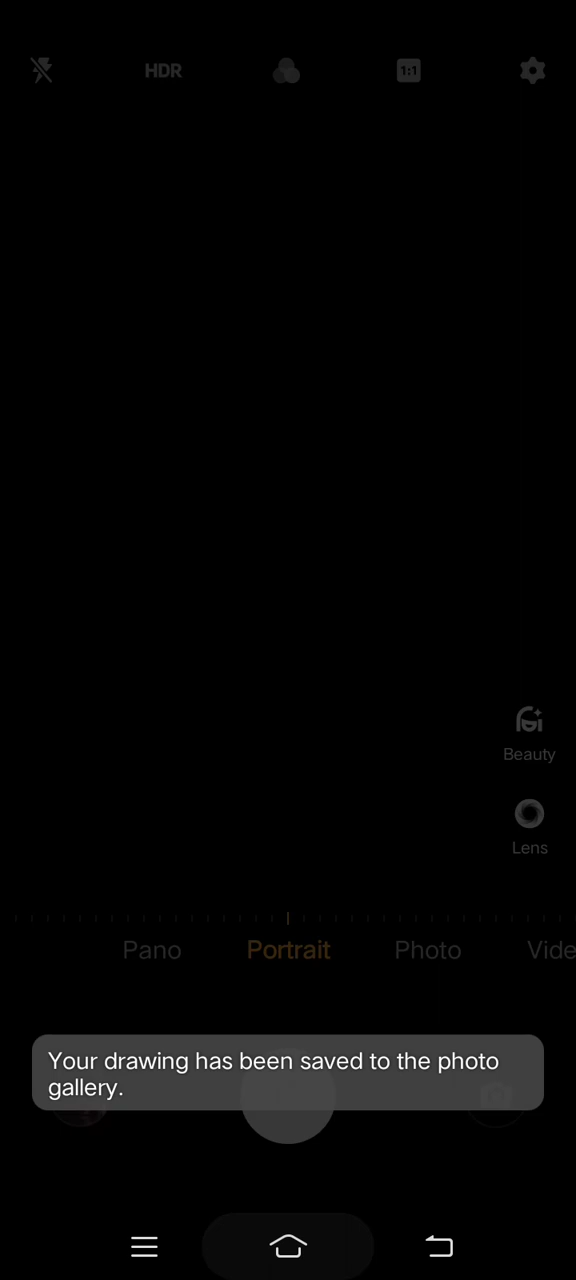 HDR
1:1
Beauty
Lens
Pano Portrait Photo Vide
Your drawing has been saved to the photo
gallery.